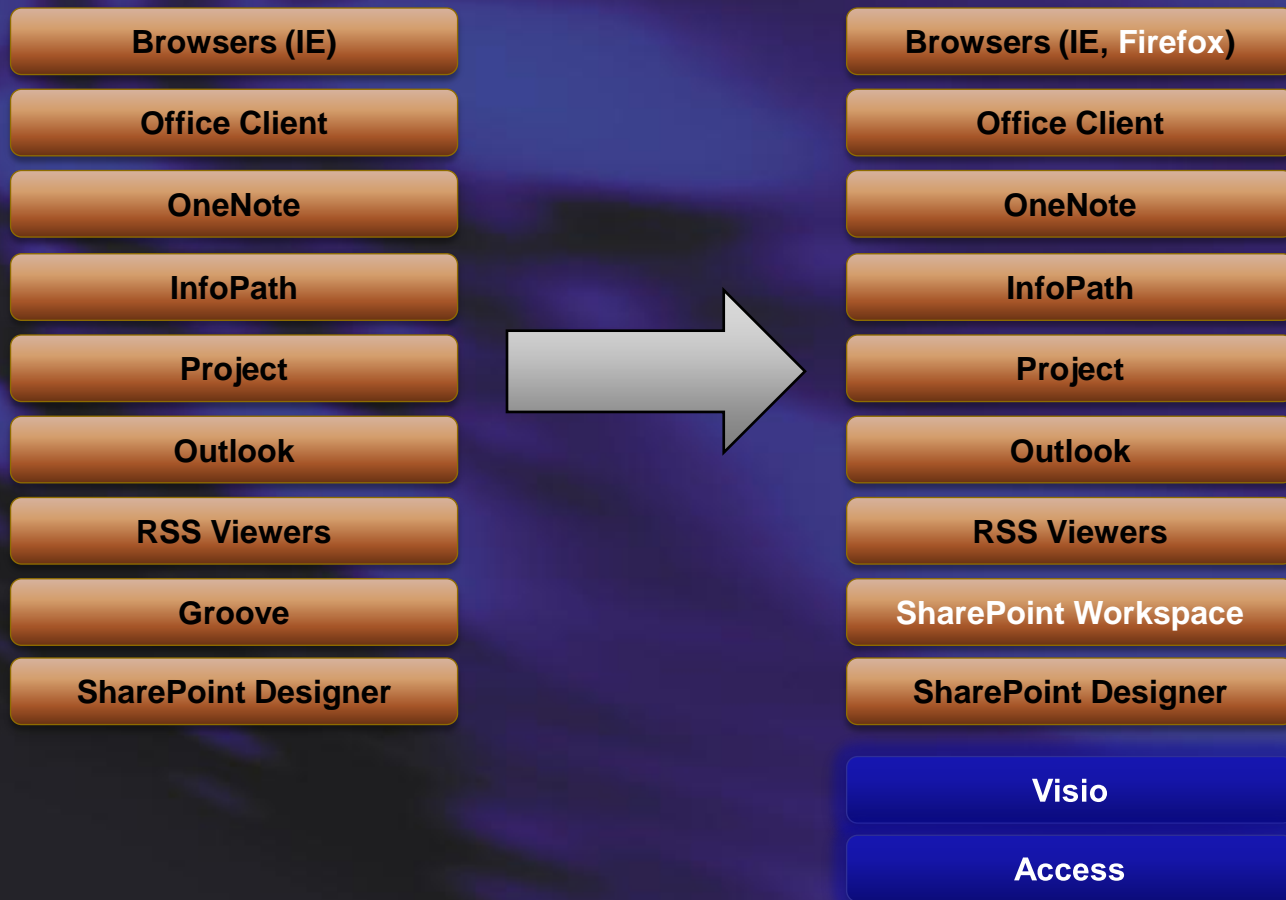 Browsers (IE)
Office Client
OneNote
InfoPath
Project
Outlook
RSS Viewers
Groove
SharePoint Designer
Browsers (IE, Firefox)
Office Client
OneNote
InfoPath
Project
Outlook
RSS Viewers
SharePoint Workspace
SharePoint Designer
Visio
Access